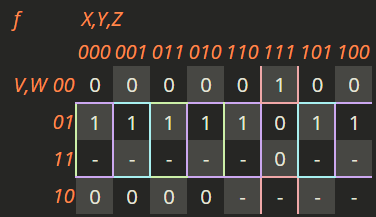 f X,Y,Z
000 001 011 010 110 111 101 100
V,W 00 0 0 0 0 0 1 0 0
01 1 1 1 1 1 0 1 1
11 - - - - - 0 - -
10 0 0 0 0 - - - -